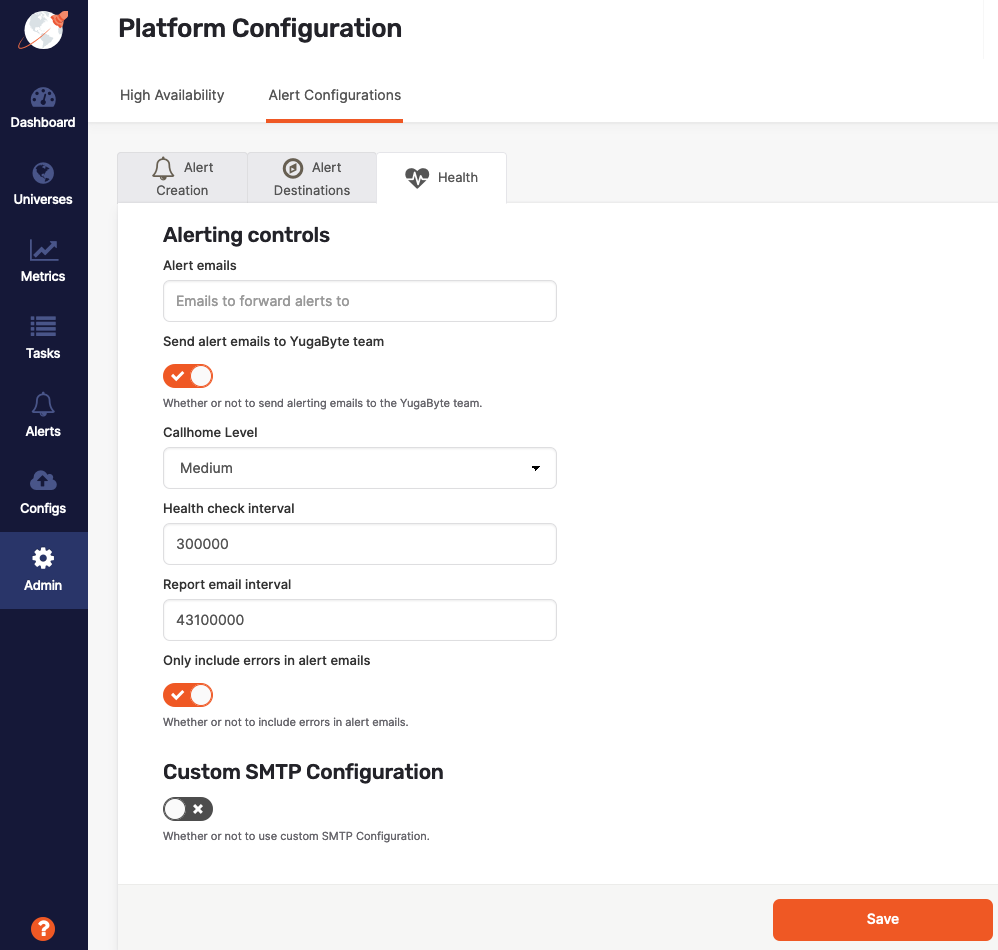 Platform Configuration
High Availability
Alert Configurations
Dashboard
Universes
Metrics
Tasks
Alerts
Configs
Admin
?
Alert
Creation
Alert
Destinations
Health
Alerting controls
Alert emails
Emails to forward alerts to
Send alert emails to YugaByte team
Whether or not to send alerting emails to the YugaByte team.
Callhome Level
Medium
Health check interval
300000
Report email interval
43100000
Only include errors in alert emails
Whether or not to include errors in alert emails.
Custom SMTP Configuration
Whether or not to use custom SMTP Configuration.
Save